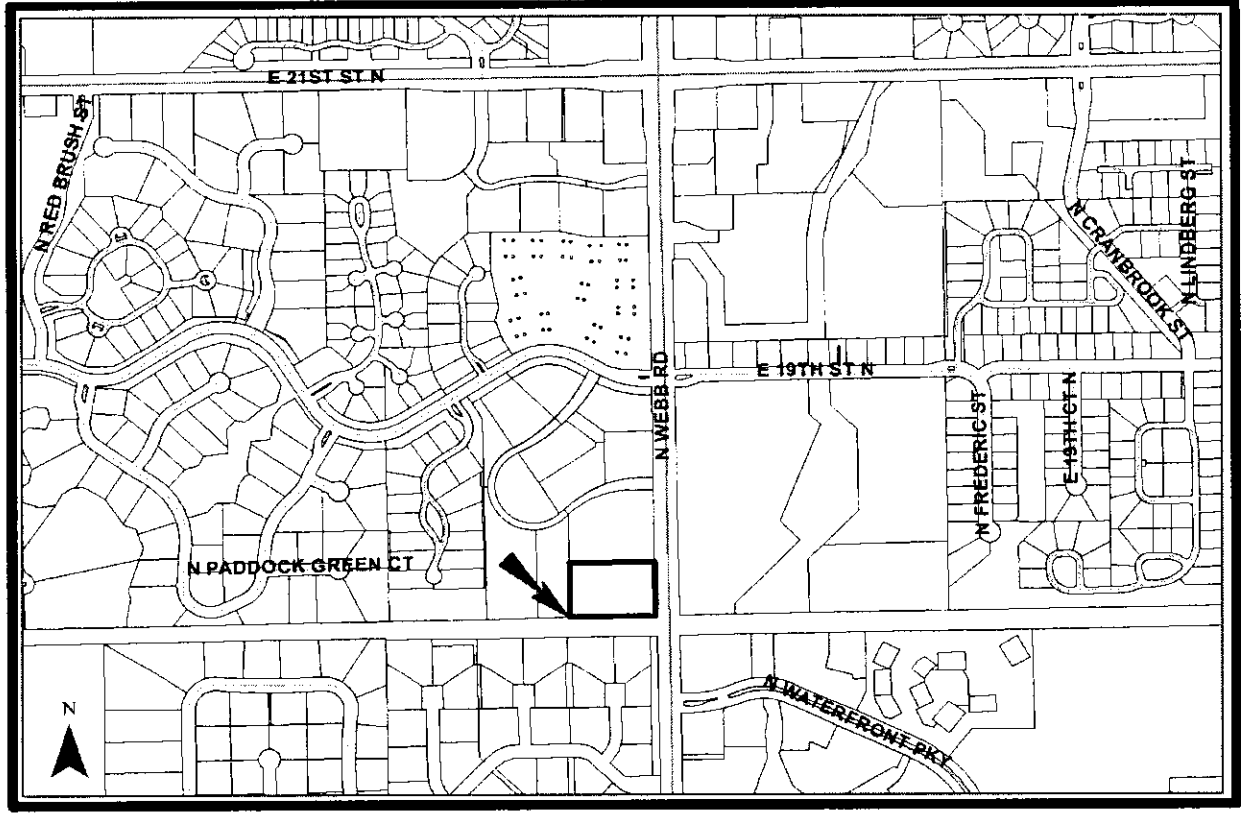 E 21ST ST N
N RED BRUSH ST
N LINDBERG ST
N CRANBROOK ST
E 19TH ST N
N WEBB RD
E 19TH CT N
N FREDERIC ST
N PADDOCK GREEN CT
N WATERFRONT PKY
N